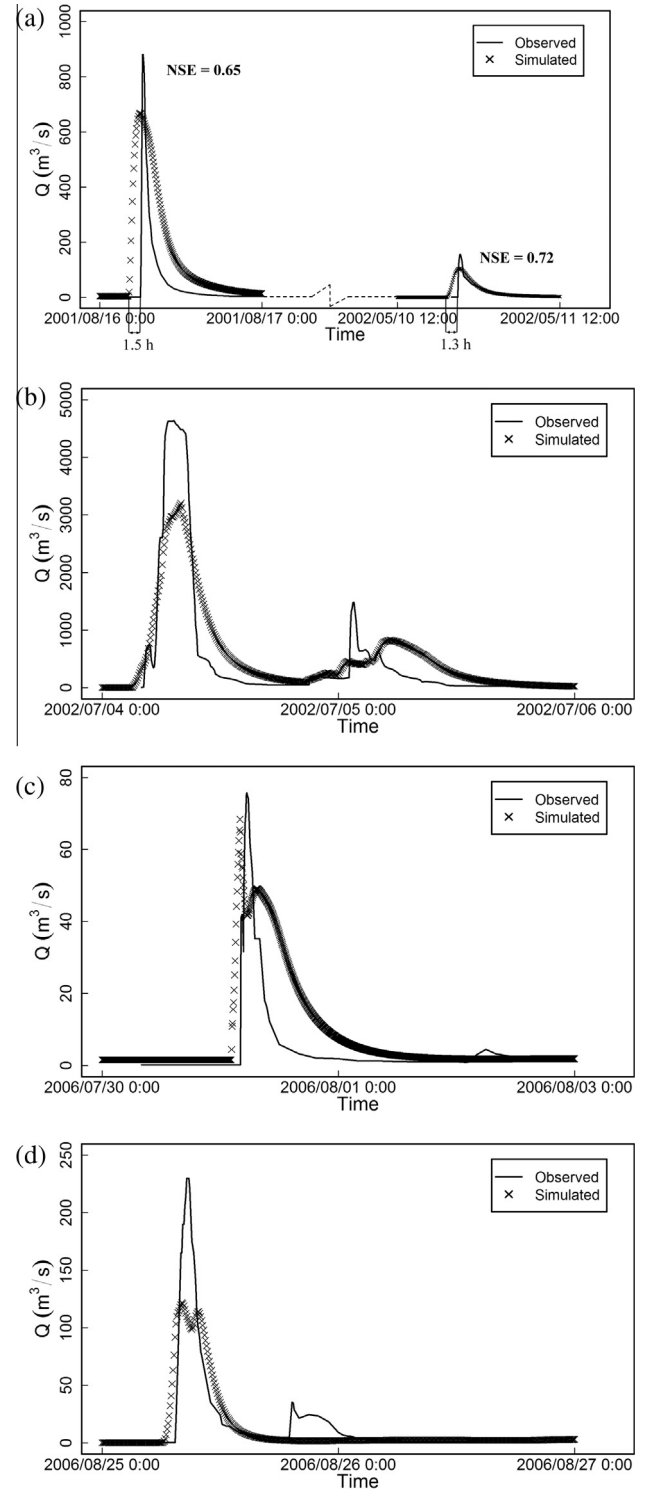 (a)
1000
800
600
400
200
0
Q (m³/s)
Observed
Simulated
NSE = 0.65
NSE = 0.72
2001/08/16 0:00
2001/08/17 0:00
2002/05/10 12:00
2002/05/11 12:00
Time
1.5 h
1.3 h
(b)
5000
4000
3000
2000
1000
0
Q (m³/s)
Observed
Simulated
2002/07/04 0:00
2002/07/05 0:00
2002/07/06 0:00
Time
(c)
80
60
40
20
0
Q (m³/s)
Observed
Simulated
2006/07/30 0:00
2006/08/01 0:00
2006/08/03 0:00
Time
(d)
250
200
150
100
50
0
Q (m³/s)
Observed
Simulated
2006/08/25 0:00
2006/08/26 0:00
2006/08/27 0:00
Time